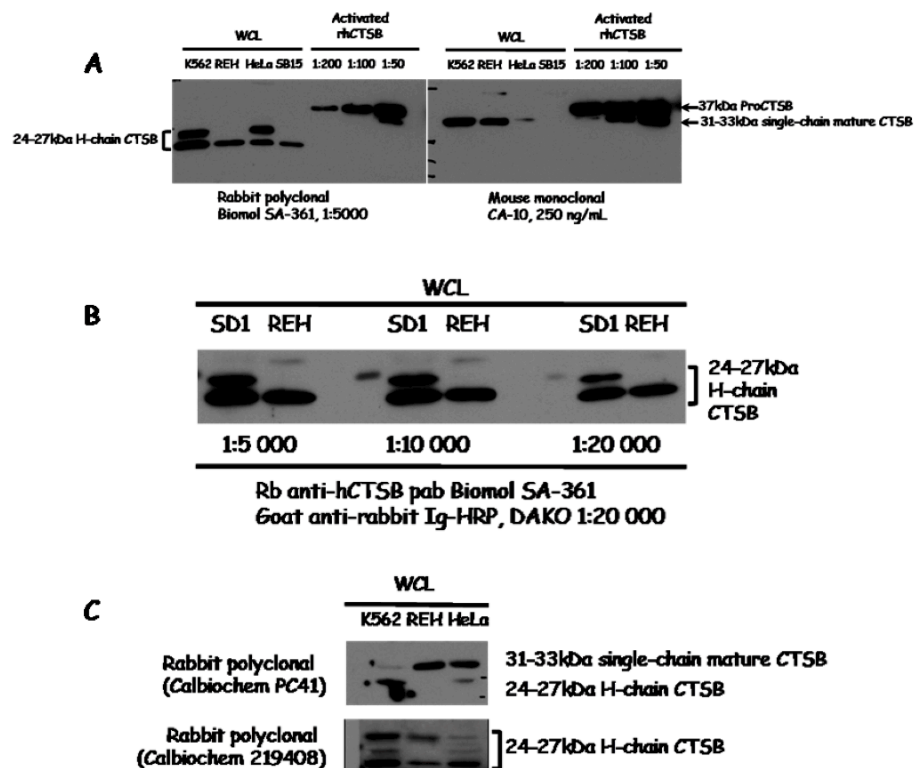 A
WCL
Activated
rhCTSB
WCL
Activated
rhCTSB
K562 REH HeLa SB15
1:200 1:100 1:50
K562 REH HeLa SB15
1:200 1:100 1:50
24-27kDa H-chain CTSB
37kDa ProCTSB
31-33kDa single-chain mature CTSB
Rabbit polyclonal
Biomol SA-361, 1:5000
Mouse monoclonal
CA-10, 250 ng/mL
B
WCL
SD1 REH
SD1 REH
SD1 REH
24-27kDa
H-chain
CTSB
1:5 000
1:10 000
1:20 000
Rb anti-hCTSB pab Biomol SA-361
Goat anti-rabbit Ig-HRP, DAKO 1:20 000
C
WCL
K562 REH HeLa
Rabbit polyclonal
(Calbiochem PC41)
31-33kDa single-chain mature CTSB
24-27kDa H-chain CTSB
Rabbit polyclonal
(Calbiochem 219408)
24-27kDa H-chain CTSB